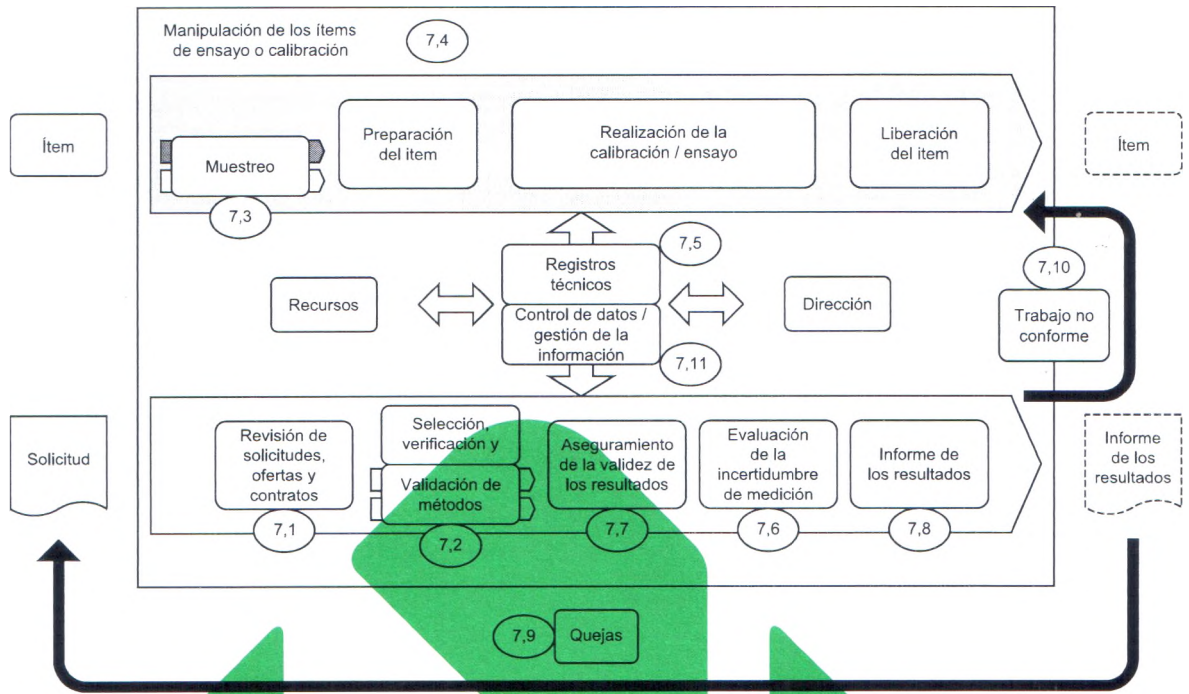 Manipulación de los ítems
de ensayo o calibración
7,4
Ítem
Muestreo
7,3
Preparación
del item
Realización de la
calibración / ensayo
Liberación
del item
Ítem
Recursos
Registros
técnicos
7,5
Control de datos /
gestión de la
información
7,11
Dirección
7,10
Trabajo no
conforme
Solicitud
Revisión de
solicitudes,
ofertas y
contratos
7,1
Selección,
verificación y
Validación de
métodos
7,2
Aseguramiento
de la validez de
los resultados
7,7
Evaluación
de la
incertidumbre
de medición
7,6
Informe de
los resultados
7,8
Informe
de los
resultados
7,9
Quejas